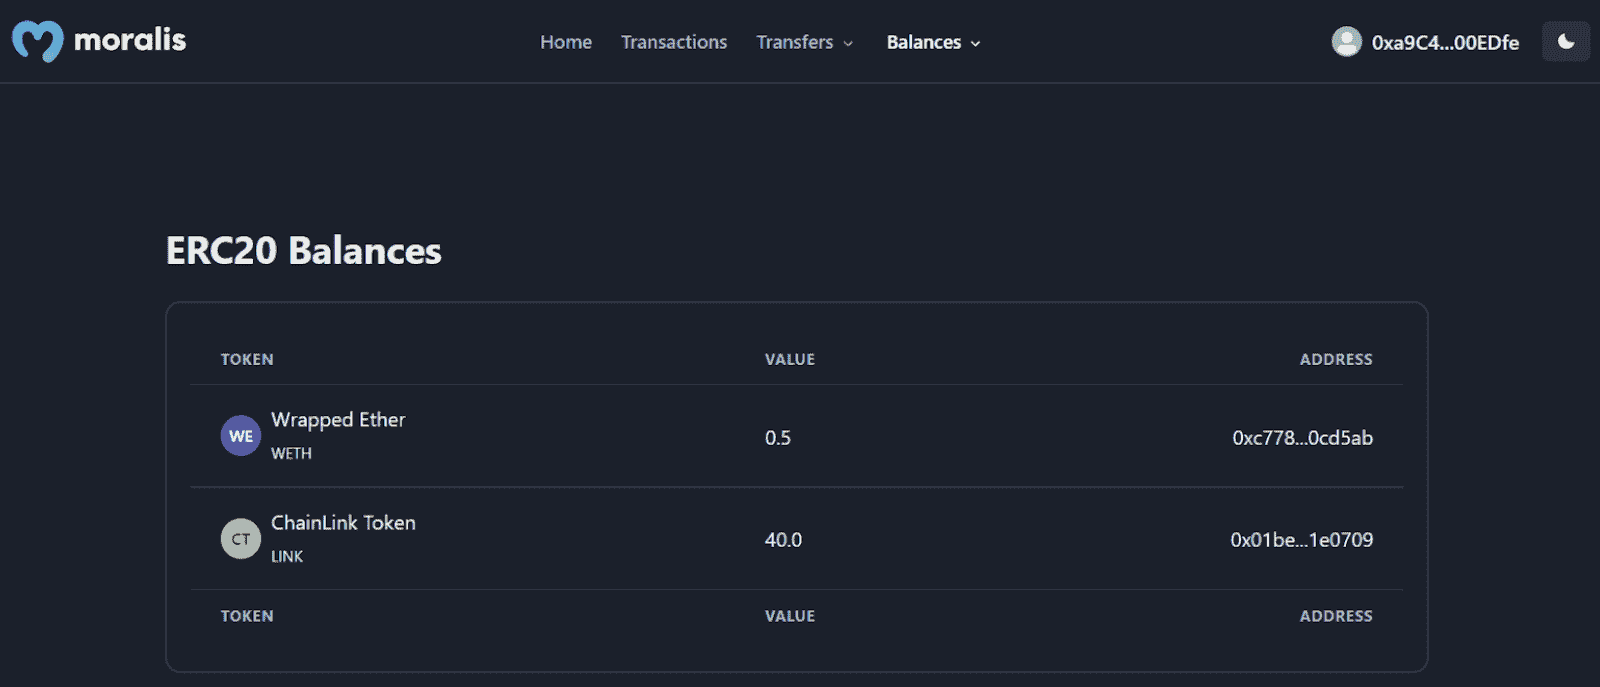 moralis
Home Transactions Transfers Balances
0xa9C4...00EDfe
ERC20 Balances
TOKEN VALUE ADDRESS
WE Wrapped Ether
WETH
0.5 0xc778...0cd5ab
CT ChainLink Token
LINK
40.0 0x01be...1e0709
TOKEN VALUE ADDRESS